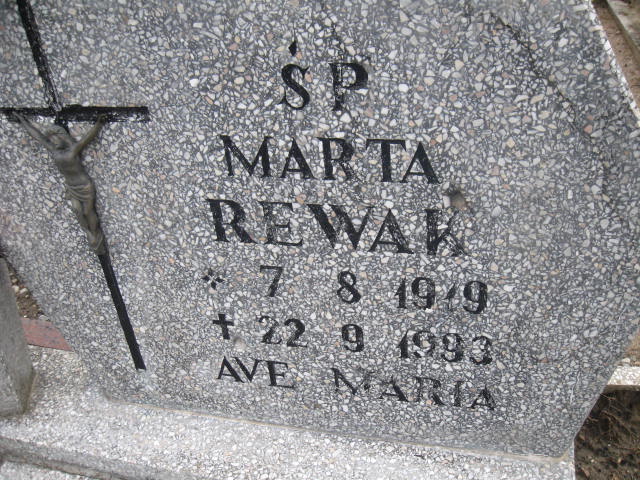 ŚP
MARTA
REWAK
* 7 8 1919
+ 22 9 1993
AVE MARIA